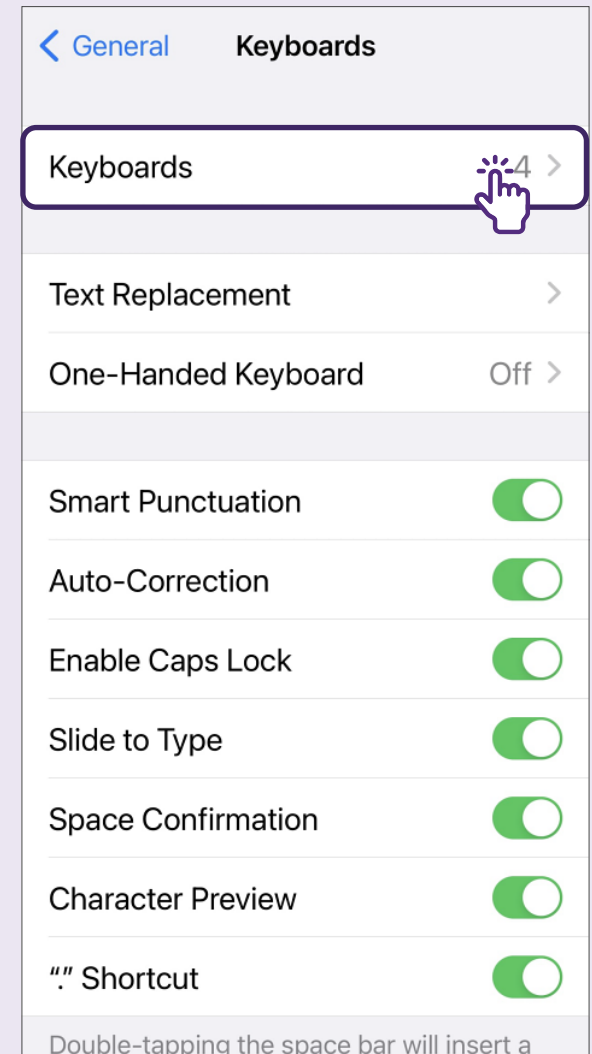 General Keyboards
Keyboards 4
Text Replacement
One-Handed Keyboard Off
Smart Punctuation
Auto-Correction
Enable Caps Lock
Slide to Type
Space Confirmation
Character Preview
“.” Shortcut
Double-tapping the space bar will insert a